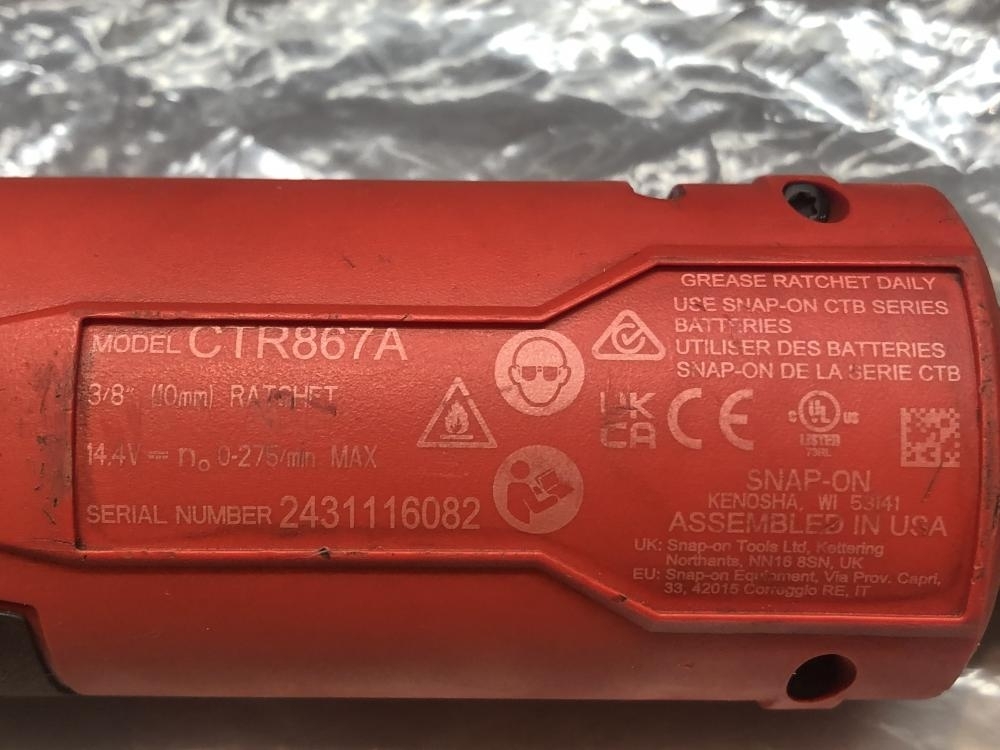 MODEL CTR867A
3/8" (10mm) RATCHET
14.4V ⎓ n₀ 0-275/min MAX
SERIAL NUMBER 2431116082
GREASE RATCHET DAILY
USE SNAP-ON CTB SERIES
BATTERIES
UTILISER DES BATTERIES
SNAP-ON DE LA SERIE CTB
UK
CA
CE
c UL us
LISTED
SNAP-ON
KENOSHA, WI 53141
ASSEMBLED IN USA
UK: Snap-on Tools Ltd, Kettering
Northants, NN16 8SN, UK
EU: Snap-on Equipment, Via Prov. Carpi,
33, 42015 Correggio RE, IT